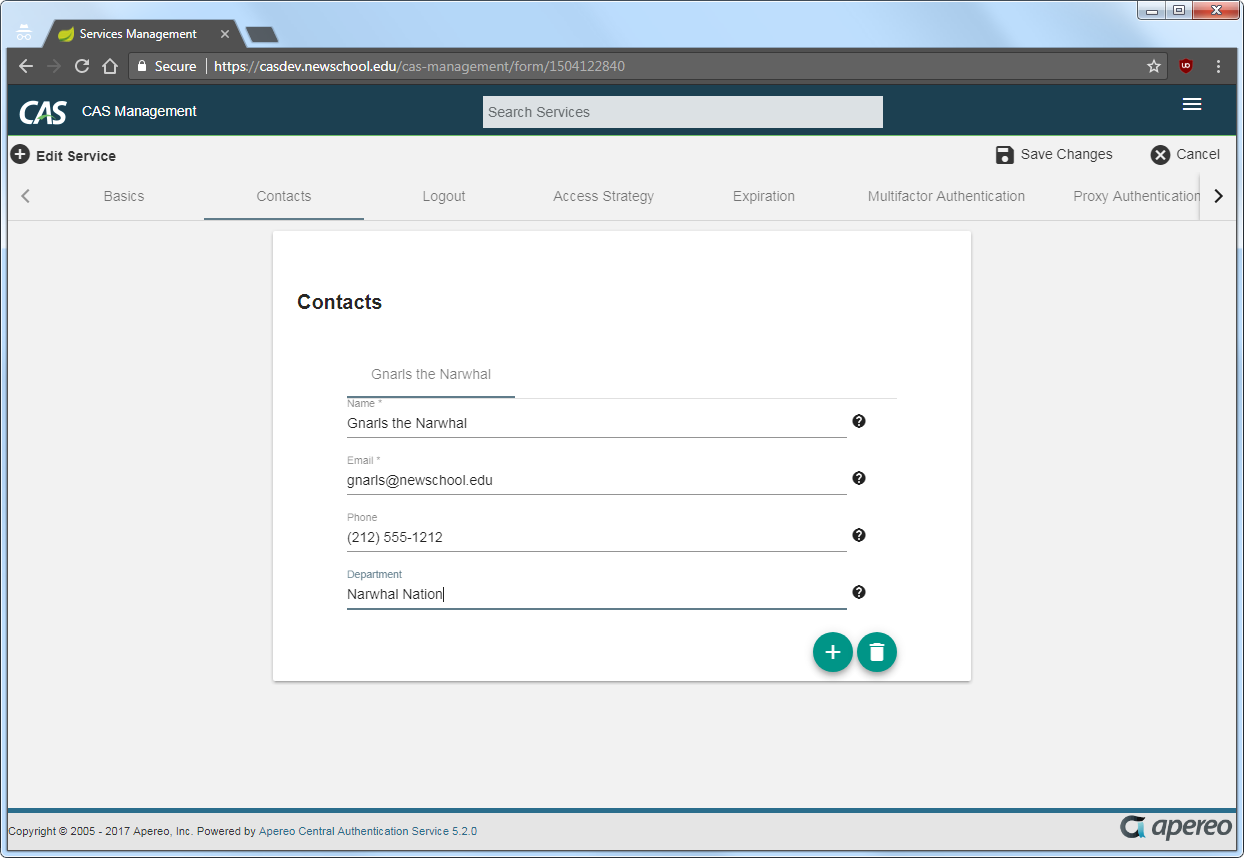 Services Management
Secure https://casdev.newschool.edu/cas-management/form/1504122840
UD
CAS CAS Management Search Services
Edit Service Save Changes Cancel
Basics Contacts Logout Access Strategy Expiration Multifactor Authentication Proxy Authentication
Contacts
Gnarls the Narwhal
Name *
Gnarls the Narwhal
Email *
gnarls@newschool.edu
Phone
(212) 555-1212
Department
Narwhal Nation
Copyright © 2005 - 2017 Apereo, Inc. Powered by Apereo Central Authentication Service 5.2.0
apereo